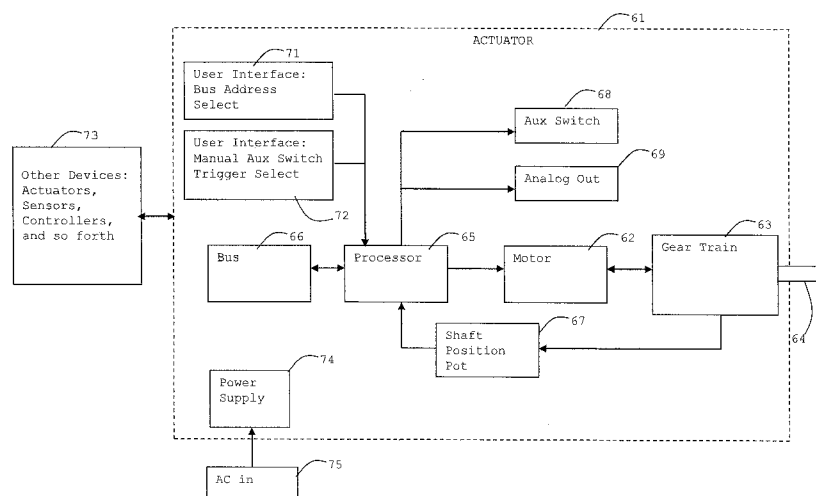 61
ACTUATOR
71
User Interface:
Bus Address
Select
68
Aux Switch
73
User Interface:
Manual Aux Switch
Trigger Select
69
Analog Out
Other Devices:
Actuators,
Sensors,
Controllers,
and so forth
72
66
Bus
65
Processor
62
Motor
63
Gear Train
67
Shaft
Position
Pot
64
74
Power
Supply
75
AC in